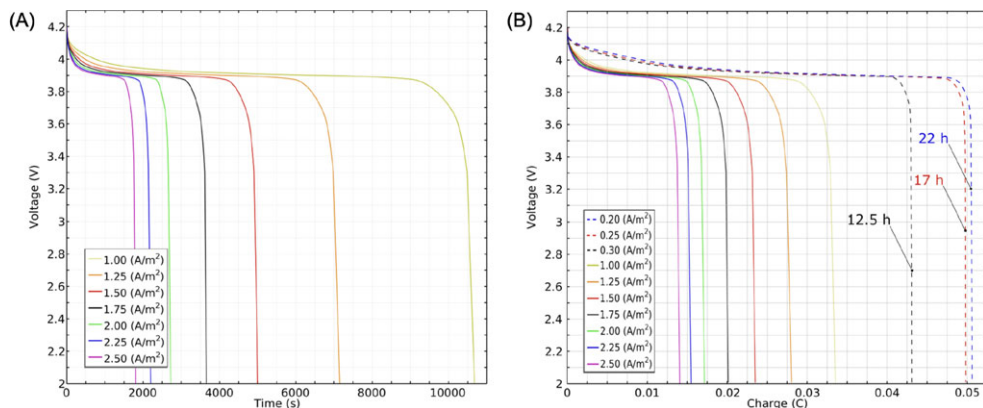 (A)
4.2
4.0
3.8
3.6
3.4
3.2
3.0
2.8
2.6
2.4
2.2
2
Voltage (V)
1.00 (A/m²)
1.25 (A/m²)
1.50 (A/m²)
1.75 (A/m²)
2.00 (A/m²)
2.25 (A/m²)
2.50 (A/m²)
0 2000 4000 6000 8000 10000
Time (s)
(B)
4.2
4
3.8
3.6
3.4
3.2
3
2.8
2.6
2.4
2.2
2
Voltage (V)
22 h
17 h
12.5 h
0.20 (A/m²)
0.25 (A/m²)
0.30 (A/m²)
1.00 (A/m²)
1.25 (A/m²)
1.50 (A/m²)
1.75 (A/m²)
2.00 (A/m²)
2.25 (A/m²)
2.50 (A/m²)
0 0.01 0.02 0.03 0.04 0.05
Charge (C)